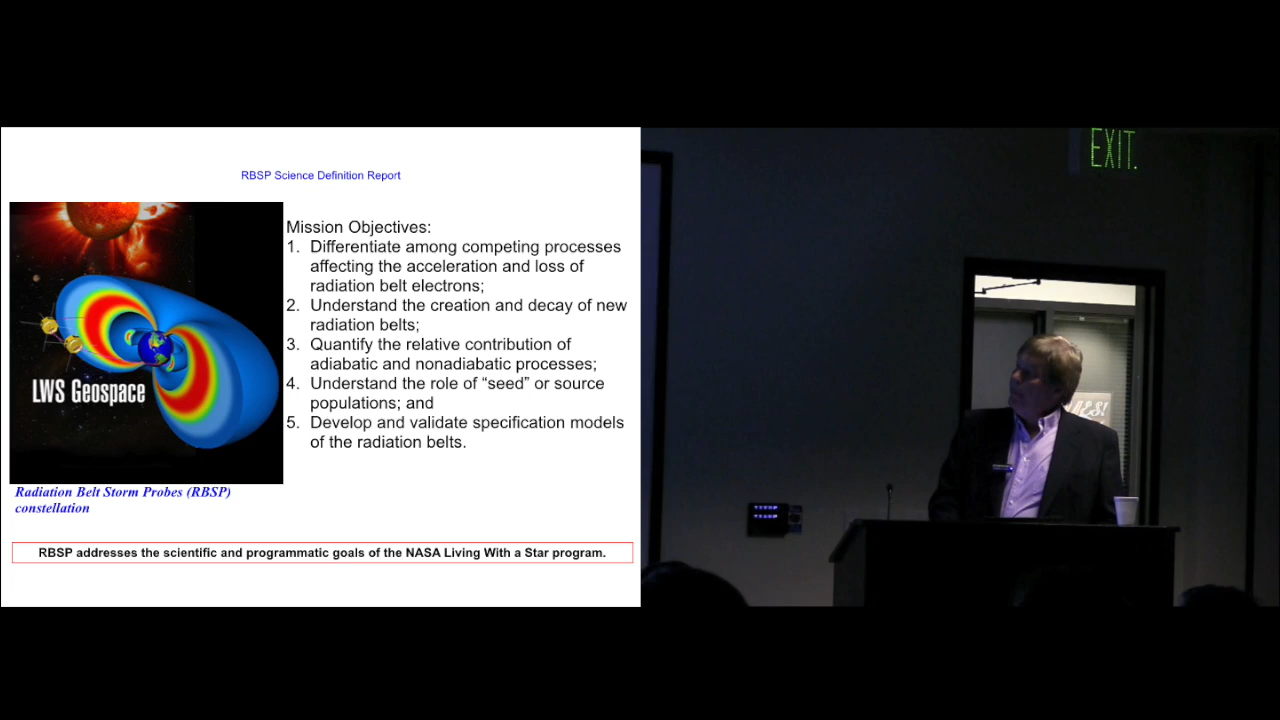 RBSP Science Definition Report
LWS Geospace
Mission Objectives:
1. Differentiate among competing processes
affecting the acceleration and loss of
radiation belt electrons;
2. Understand the creation and decay of new
radiation belts;
3. Quantify the relative contribution of
adiabatic and nonadiabatic processes;
4. Understand the role of “seed” or source
populations; and
5. Develop and validate specification models
of the radiation belts.
Radiation Belt Storm Probes (RBSP)
constellation
RBSP addresses the scientific and programmatic goals of the NASA Living With a Star program.
EXIT